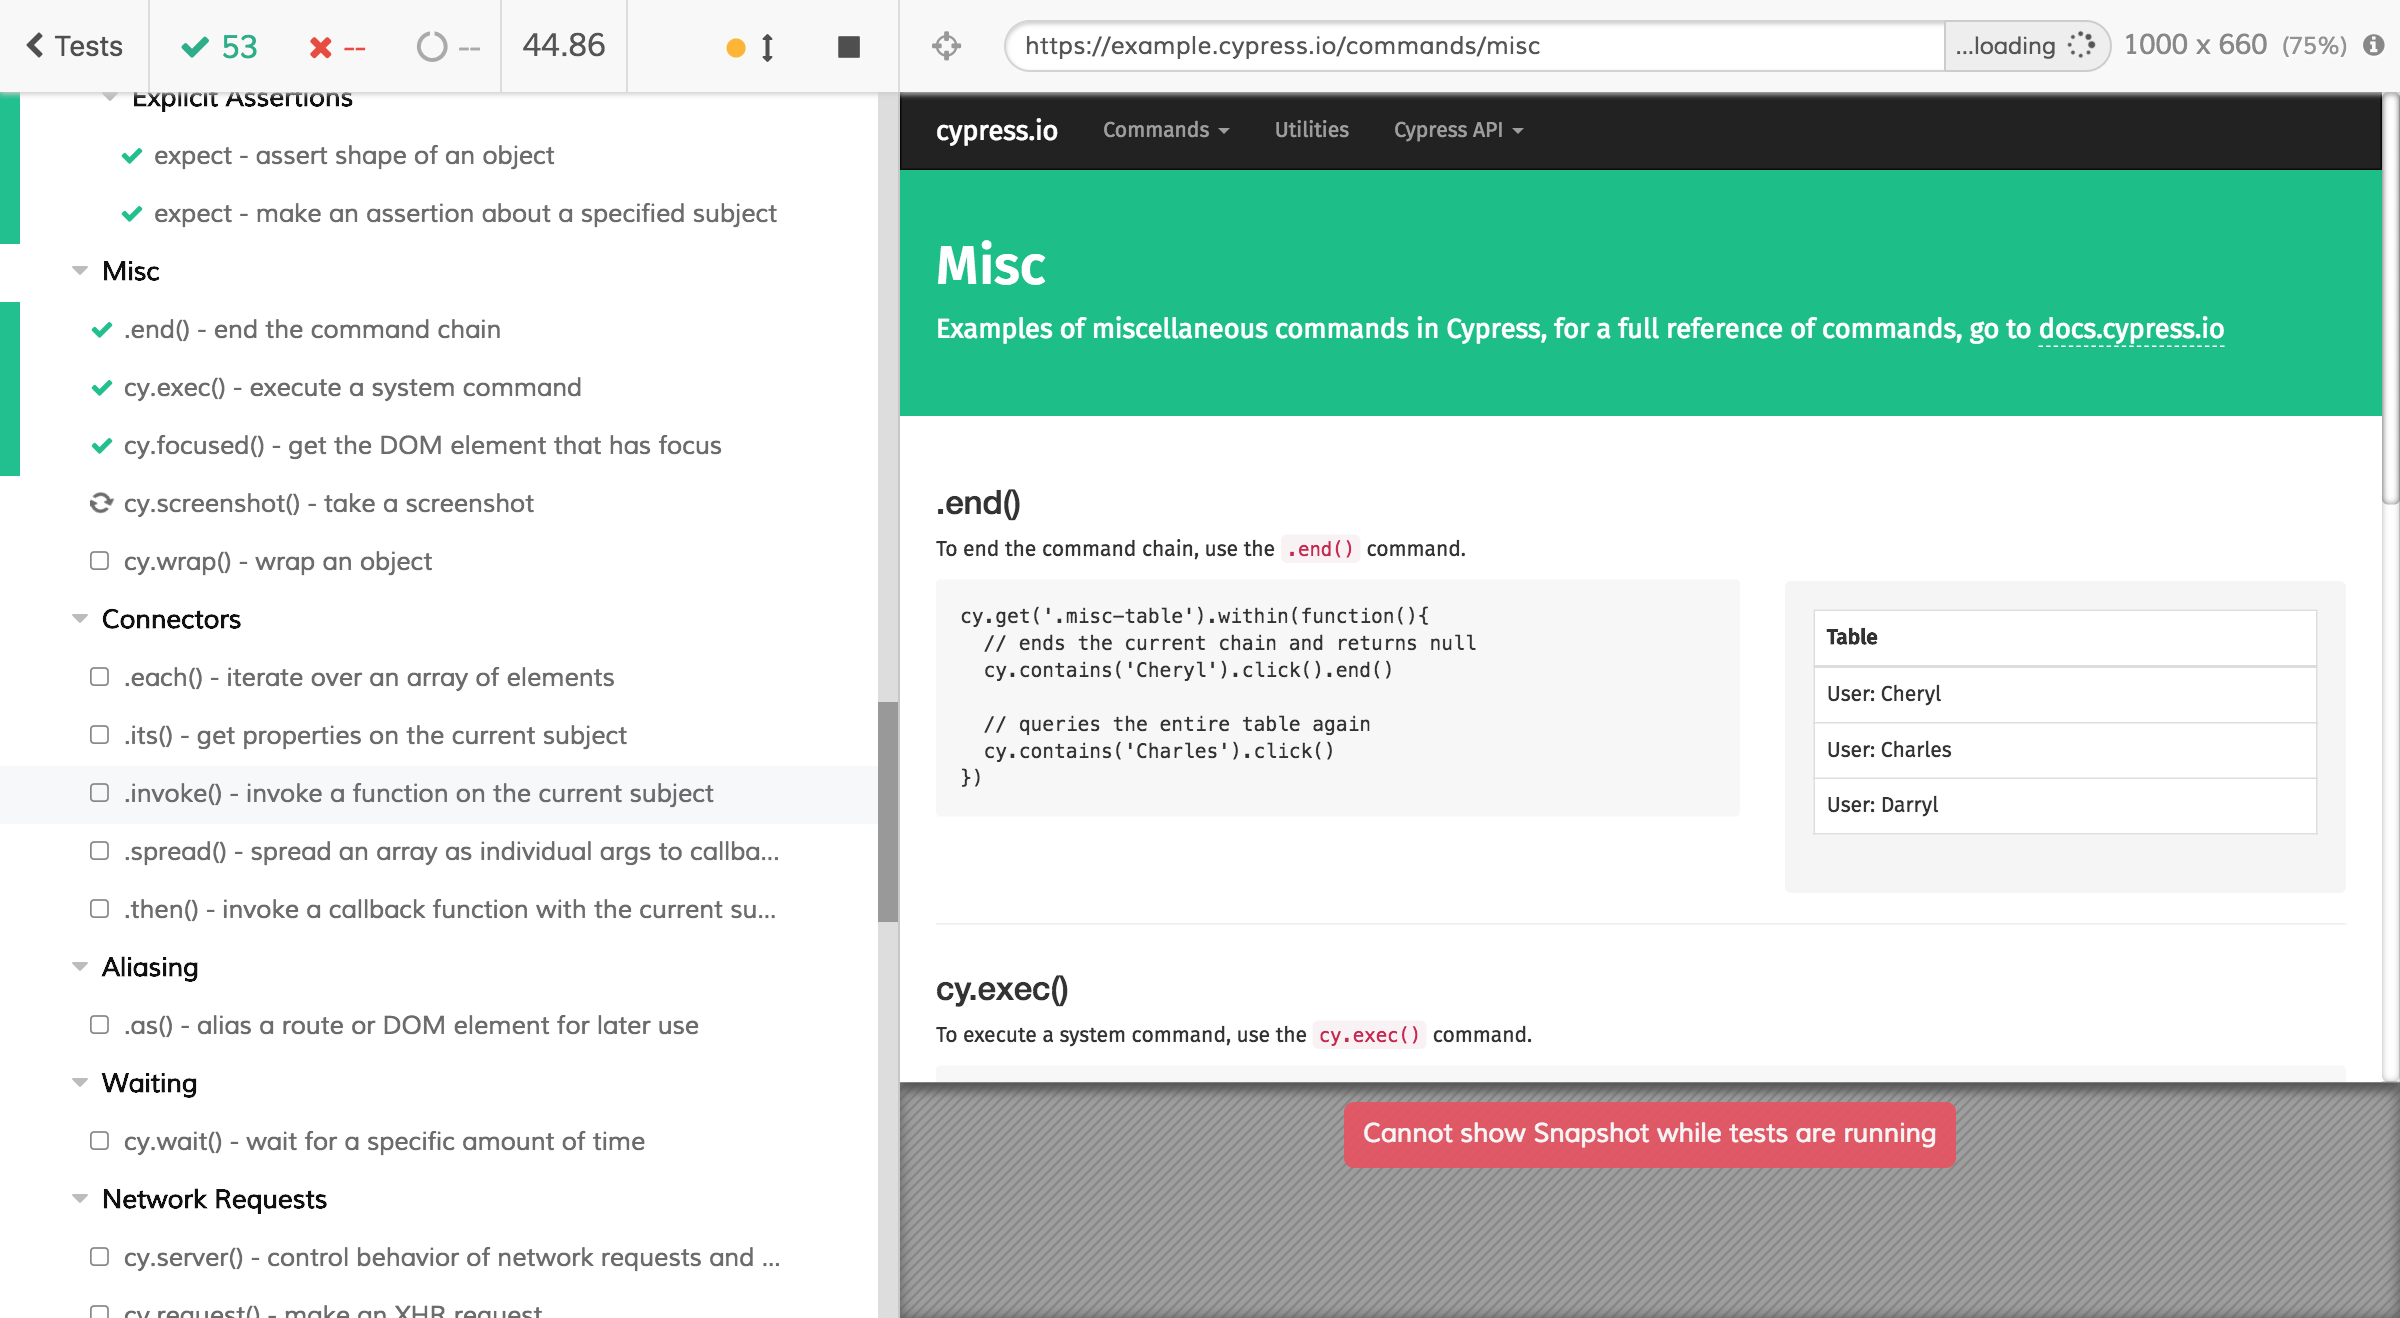 Tests
53
--
--
44.86
https://example.cypress.io/commands/misc
...loading
1000 x 660 (75%)
Explicit Assertions
expect - assert shape of an object
expect - make an assertion about a specified subject
Misc
.end() - end the command chain
cy.exec() - execute a system command
cy.focused() - get the DOM element that has focus
cy.screenshot() - take a screenshot
cy.wrap() - wrap an object
Connectors
.each() - iterate over an array of elements
.its() - get properties on the current subject
.invoke() - invoke a function on the current subject
.spread() - spread an array as individual args to callba...
.then() - invoke a callback function with the current su...
Aliasing
.as() - alias a route or DOM element for later use
Waiting
cy.wait() - wait for a specific amount of time
Network Requests
cy.server() - control behavior of network requests and ...
cy.request() - make an XHR request
cypress.io
Commands
Utilities
Cypress API
Misc
Examples of miscellaneous commands in Cypress, for a full reference of commands, go to docs.cypress.io
.end()
To end the command chain, use the .end() command.
cy.get('.misc-table').within(function(){
// ends the current chain and returns null
cy.contains('Cheryl').click().end()
// queries the entire table again
cy.contains('Charles').click()
})
Table
User: Cheryl
User: Charles
User: Darryl
cy.exec()
To execute a system command, use the cy.exec() command.
Cannot show Snapshot while tests are running